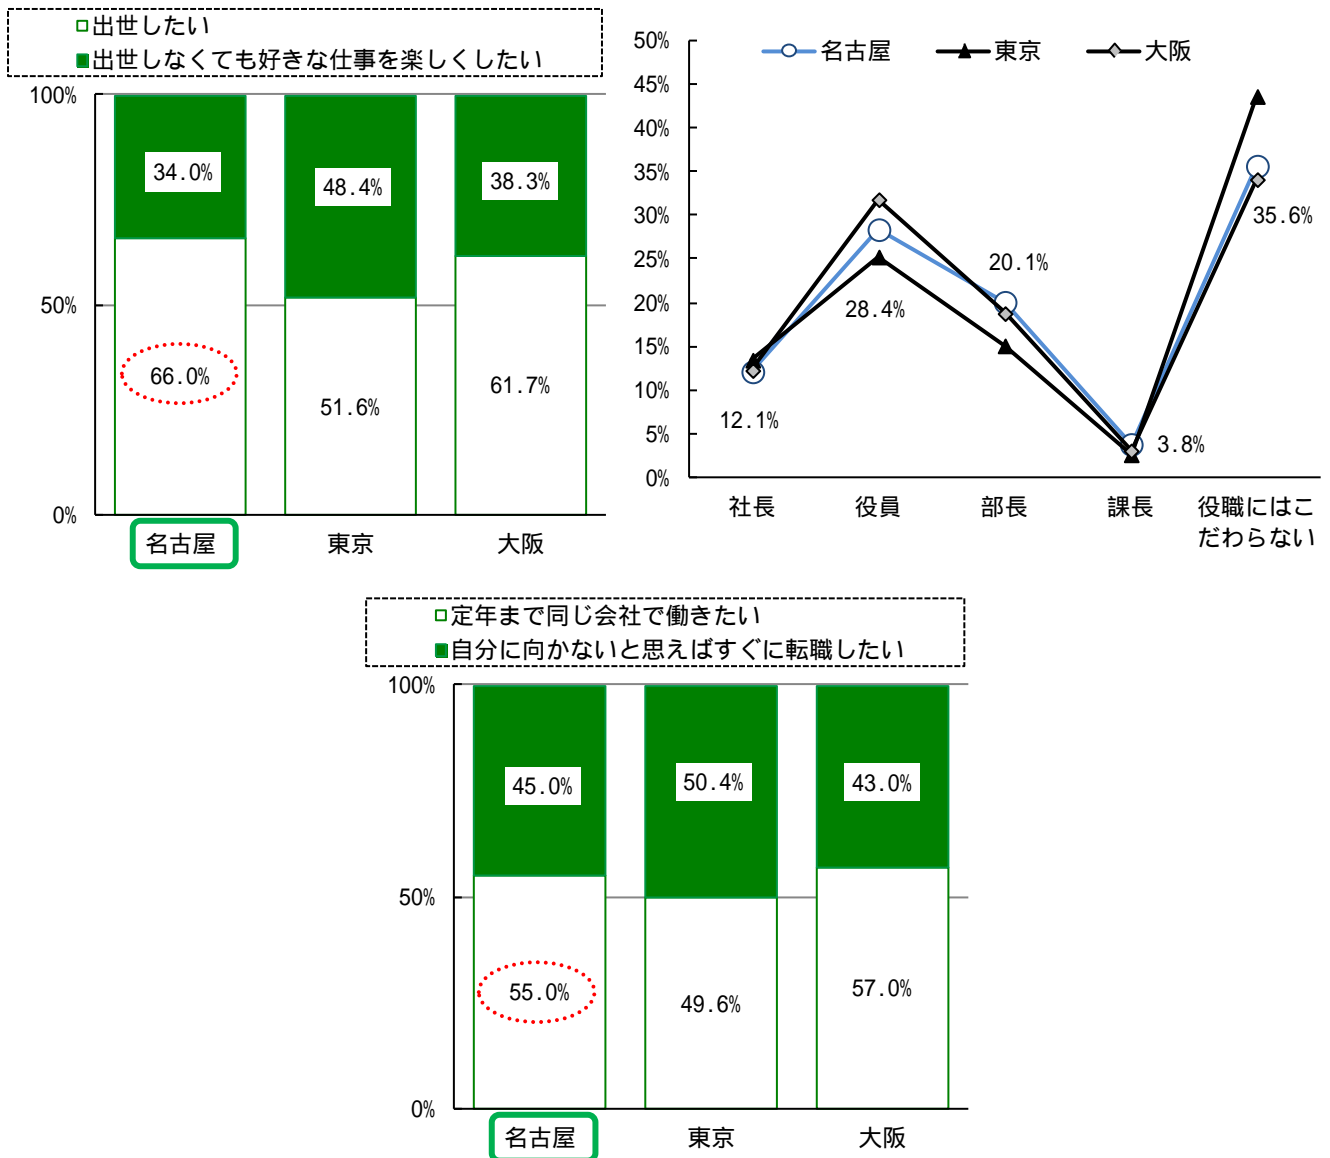 出世したい
出世しなくても好きな仕事を楽しくしたい
100%
50%
0%
34.0%
48.4%
38.3%
66.0%
51.6%
61.7%
名古屋
東京
大阪
名古屋
東京
大阪
50%
45%
40%
35%
30%
25%
20%
15%
10%
5%
0%
12.1%
28.4%
20.1%
3.8%
35.6%
社長
役員
部長
課長
役職にはこ
だわらない
定年まで同じ会社で働きたい
自分に向かないと思えばすぐに転職したい
100%
50%
0%
45.0%
50.4%
43.0%
55.0%
49.6%
57.0%
名古屋
東京
大阪